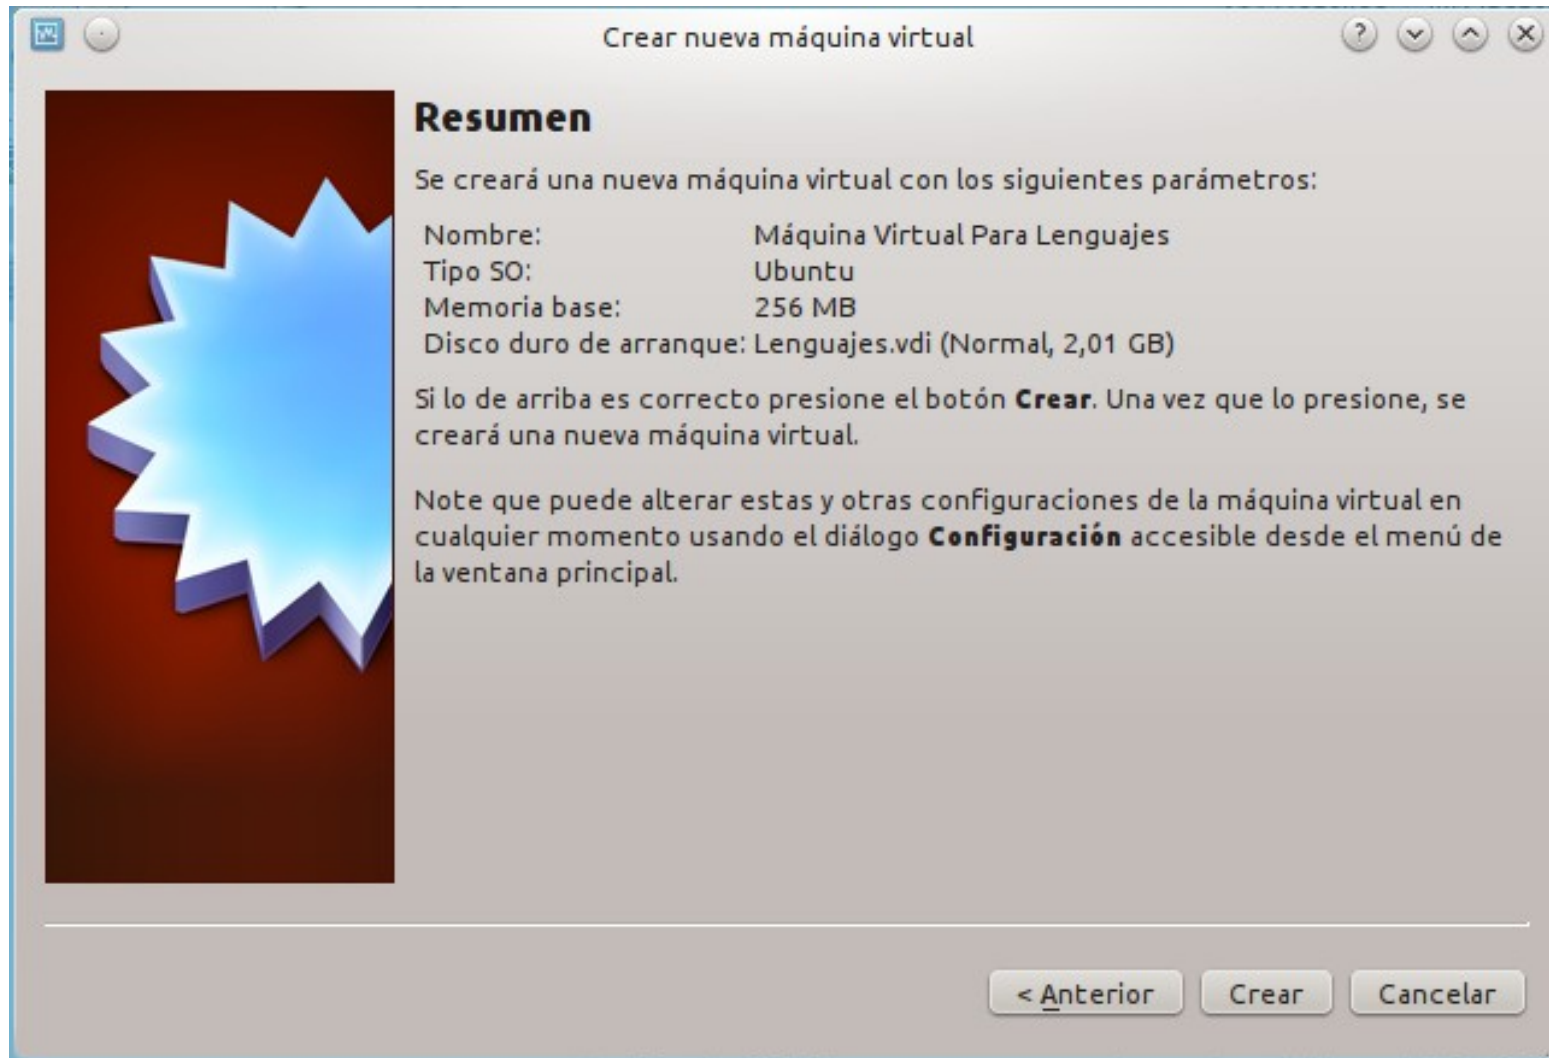 Crear nueva máquina virtual
Resumen
Se creará una nueva máquina virtual con los siguientes parámetros:
Nombre: Máquina Virtual Para Lenguajes
Tipo SO: Ubuntu
Memoria base: 256 MB
Disco duro de arranque: Lenguajes.vdi (Normal, 2,01 GB)
Si lo de arriba es correcto presione el botón Crear. Una vez que lo presione, se
creará una nueva máquina virtual.
Note que puede alterar estas y otras configuraciones de la máquina virtual en
cualquier momento usando el diálogo Configuración accesible desde el menú de
la ventana principal.
< Anterior Crear Cancelar